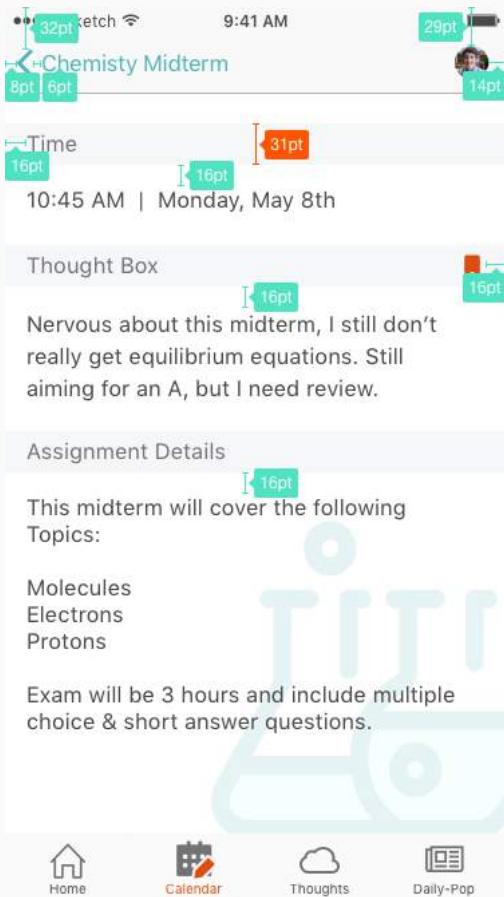 ketch 9:41 AM
32pt 29pt
Chemisty Midterm
8pt 6pt 14pt
Time 31pt
16pt 16pt
10:45 AM | Monday, May 8th
Thought Box
16pt 16pt
Nervous about this midterm, I still don’t
really get equilibrium equations. Still
aiming for an A, but I need review.
Assignment Details
16pt
This midterm will cover the following
Topics:
Molecules
Electrons
Protons
Exam will be 3 hours and include multiple
choice & short answer questions.
Home Calendar Thoughts Daily-Pop